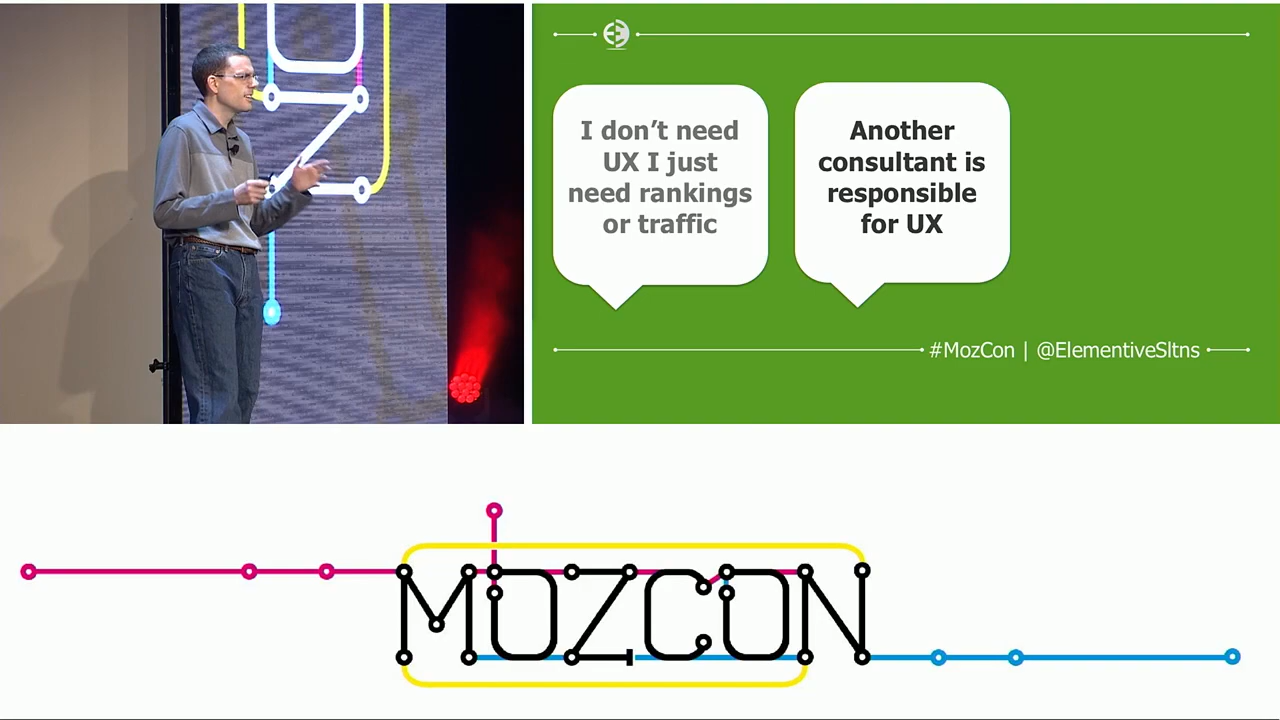 I don’t need
UX I just
need rankings
or traffic
Another
consultant is
responsible
for UX
#MozCon | @ElementiveSltns
MOZCON